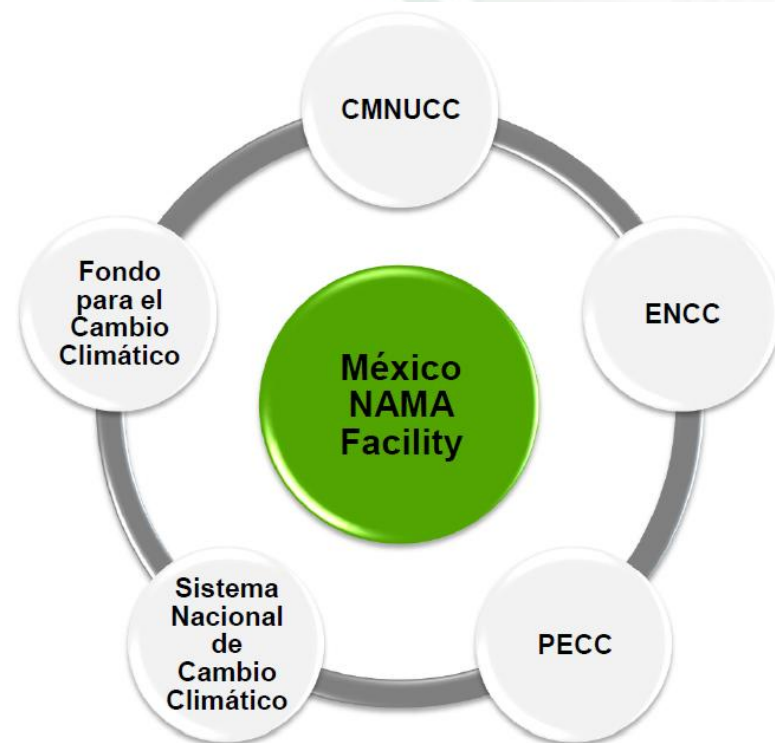 CMNUCC
Fondo
para el
Cambio
Climático
ENCC
México
NAMA
Facility
Sistema
Nacional
de
Cambio
Climático
PECC